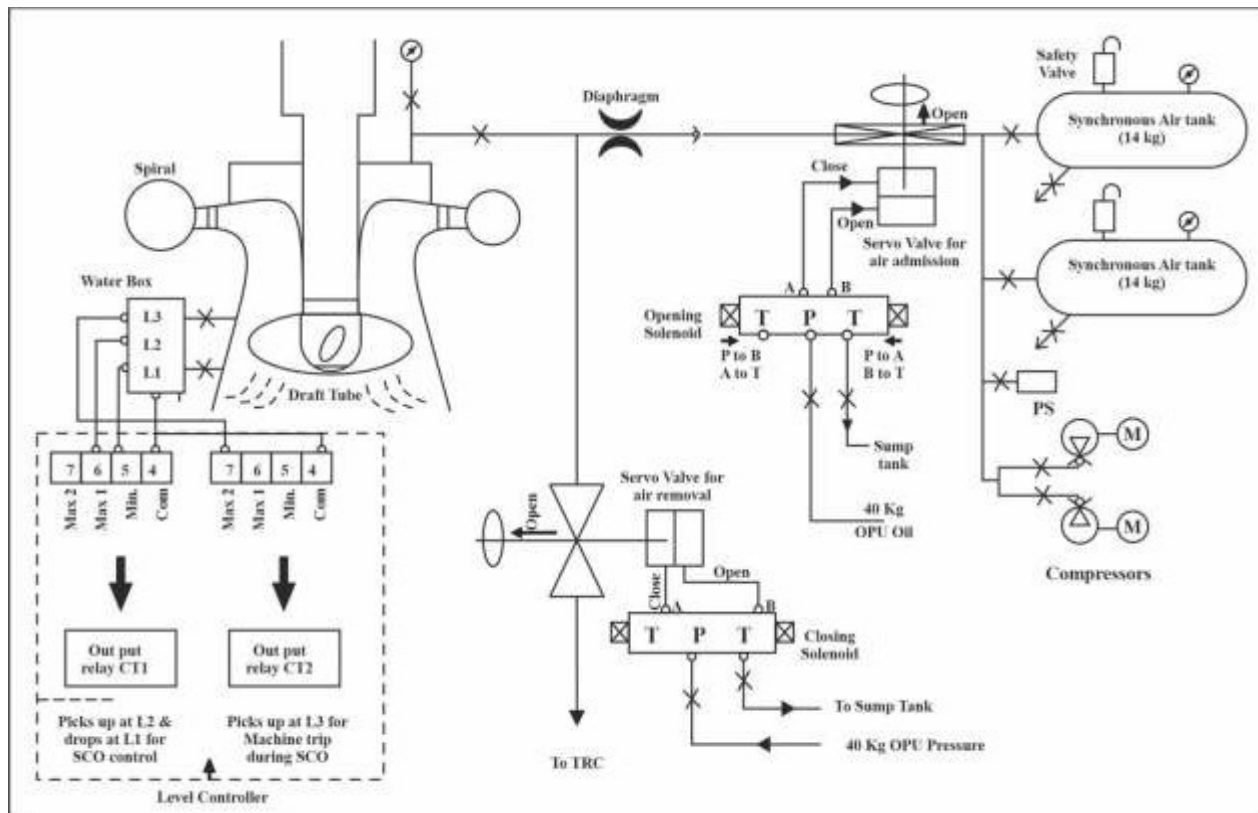 Safety
Valve
Diaphragm
Open
Synchronous Air tank
(14 kg)
Spiral
Close
Open
Servo Valve for
air admission
Synchronous Air tank
(14 kg)
Water Box
L3
L2
L1
A
B
Opening
Solenoid
T P T
P to B
A to T
P to A
B to T
Draft Tube
PS
Sump
tank
M
7 6 5 4
7 6 5 4
Max 2
Max 1
Min.
Com
Max 2
Max 1
Min.
Com
Servo Valve for
air removal
40 Kg
OPU Oil
M
Open
Compressors
Open
Close
A
B
T P T
Closing
Solenoid
Out put
relay CT1
Out put
relay CT2
Picks up at L2 &
drops at L1 for
SCO control
Picks up at L3 for
Machine trip
during SCO
To Sump Tank
40 Kg OPU Pressure
To TRC
Level Controller